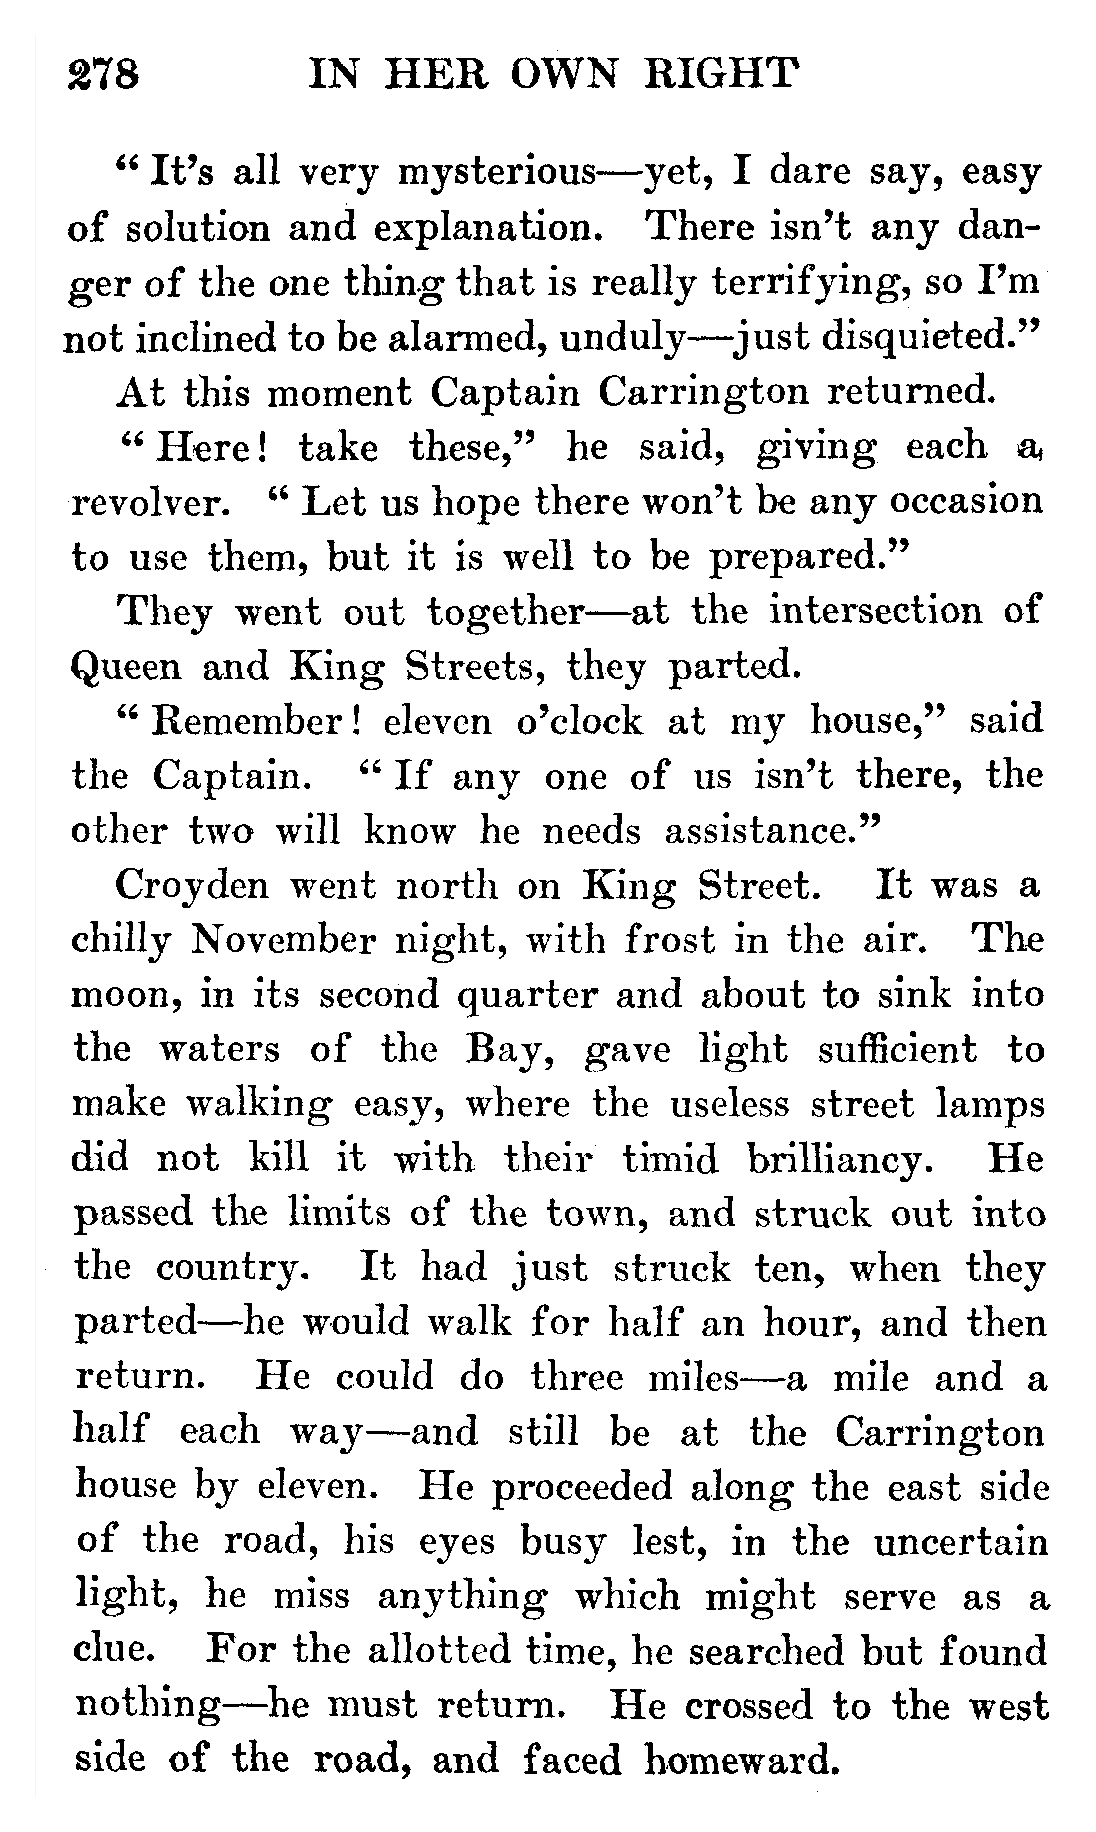 278 IN HER OWN RIGHT
“ It’s all very mysterious—yet, I dare say, easy
of solution and explanation. There isn’t any dan-
ger of the one thing that is really terrifying, so I’m
not inclined to be alarmed, unduly—just disquieted.”
At this moment Captain Carrington returned.
“ Here! take these,” he said, giving each a
revolver. “ Let us hope there won’t be any occasion
to use them, but it is well to be prepared.”
They went out together—at the intersection of
Queen and King Streets, they parted.
“ Remember! eleven o’clock at my house,” said
the Captain. “ If any one of us isn’t there, the
other two will know he needs assistance.”
Croyden went north on King Street. It was a
chilly November night, with frost in the air. The
moon, in its second quarter and about to sink into
the waters of the Bay, gave light sufficient to
make walking easy, where the useless street lamps
did not kill it with their timid brilliancy. He
passed the limits of the town, and struck out into
the country. It had just struck ten, when they
parted—he would walk for half an hour, and then
return. He could do three miles—a mile and a
half each way—and still be at the Carrington
house by eleven. He proceeded along the east side
of the road, his eyes busy lest, in the uncertain
light, he miss anything which might serve as a
clue. For the allotted time, he searched but found
nothing—he must return. He crossed to the west
side of the road, and faced homeward.